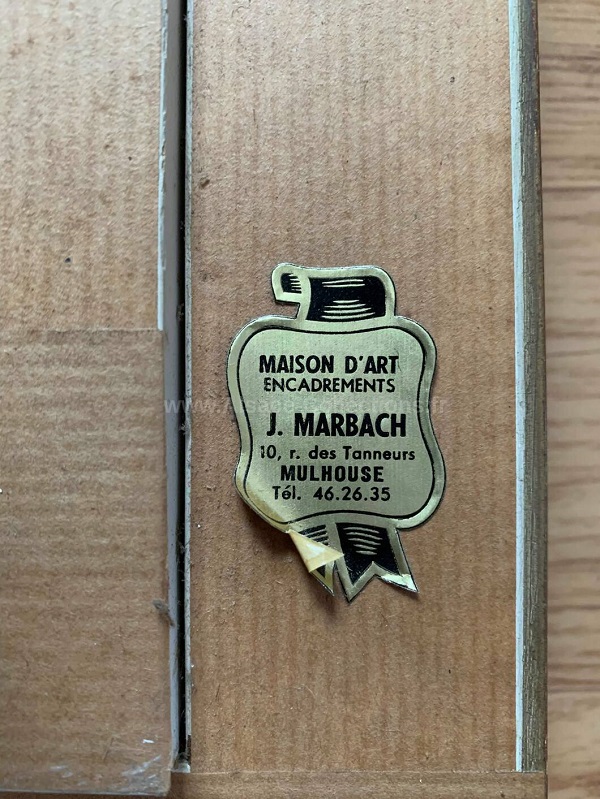 MAISON D'ART
ENCADREMENTS
J. MARBACH
10, r. des Tanneurs
MULHOUSE
Tél. 46.26.35